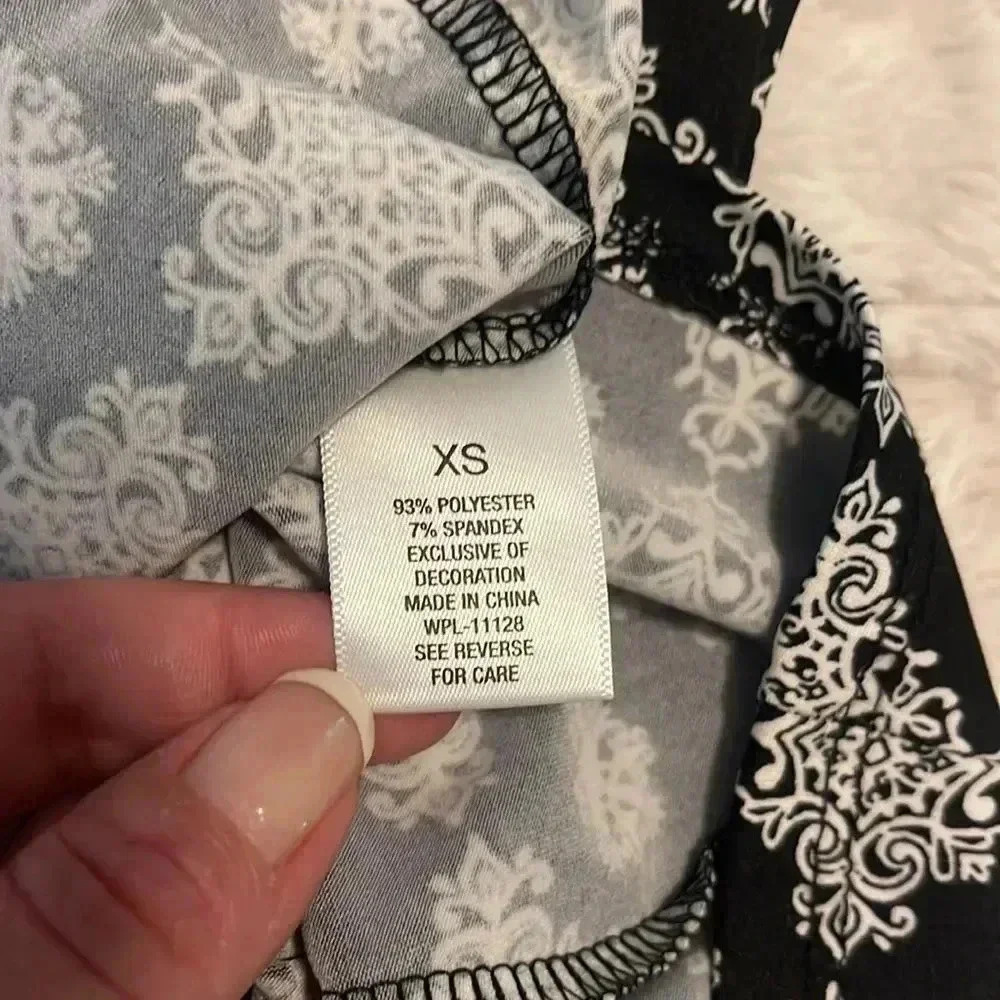 XS
93% POLYESTER
7% SPANDEX
EXCLUSIVE OF
DECORATION
MADE IN CHINA
WPL-11128
SEE REVERSE
FOR CARE